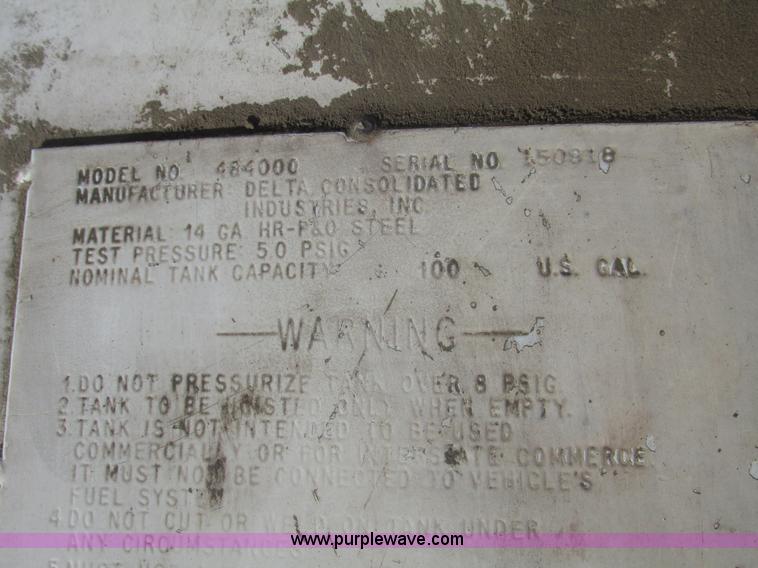 MODEL NO. 484000 SERIAL NO. 150818
MANUFACTURER: DELTA CONSOLIDATED
INDUSTRIES, INC.
MATERIAL: 14 GA HR-P&O STEEL
TEST PRESSURE: 5.0 PSIG
NOMINAL TANK CAPACITY 100 U.S. GAL.
WARNING
1. DO NOT PRESSURIZE TANK OVER 8 PSIG.
2. TANK TO BE HOISTED ONLY WHEN EMPTY.
3. TANK IS NOT INTENDED TO BE USED
COMMERCIALLY OR FOR INTERSTATE COMMERCE.
IT MUST NOT BE CONNECTED TO VEHICLE'S
FUEL SYSTEM
4. DO NOT CUT OR WELD ON TANK UNDER
ANY CIRCUMSTANCES
www.purplewave.com
5. MUST